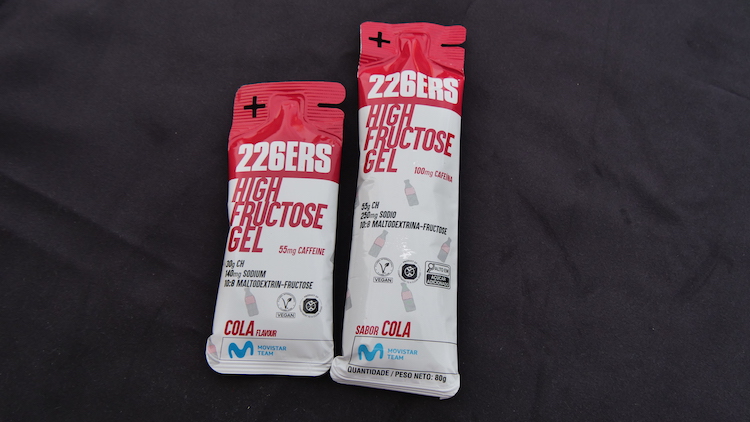 226ERS
HIGH
FRUCTOSE
GEL
55mg CAFFEINE
30g CH
140mg SODIUM
10:8 MALTODEXTRIN-FRUCTOSE
VEGAN
COLA FLAVOUR
MOVISTAR
TEAM
226ERS
HIGH
FRUCTOSE
GEL
100mg CAFEINA
55g CH
250mg SODIO
10:8 MALTODEXTRINA-FRUCTOSE
VEGAN
SABOR COLA
MOVISTAR
TEAM
QUANTIDADE / PESO NETO: 80g